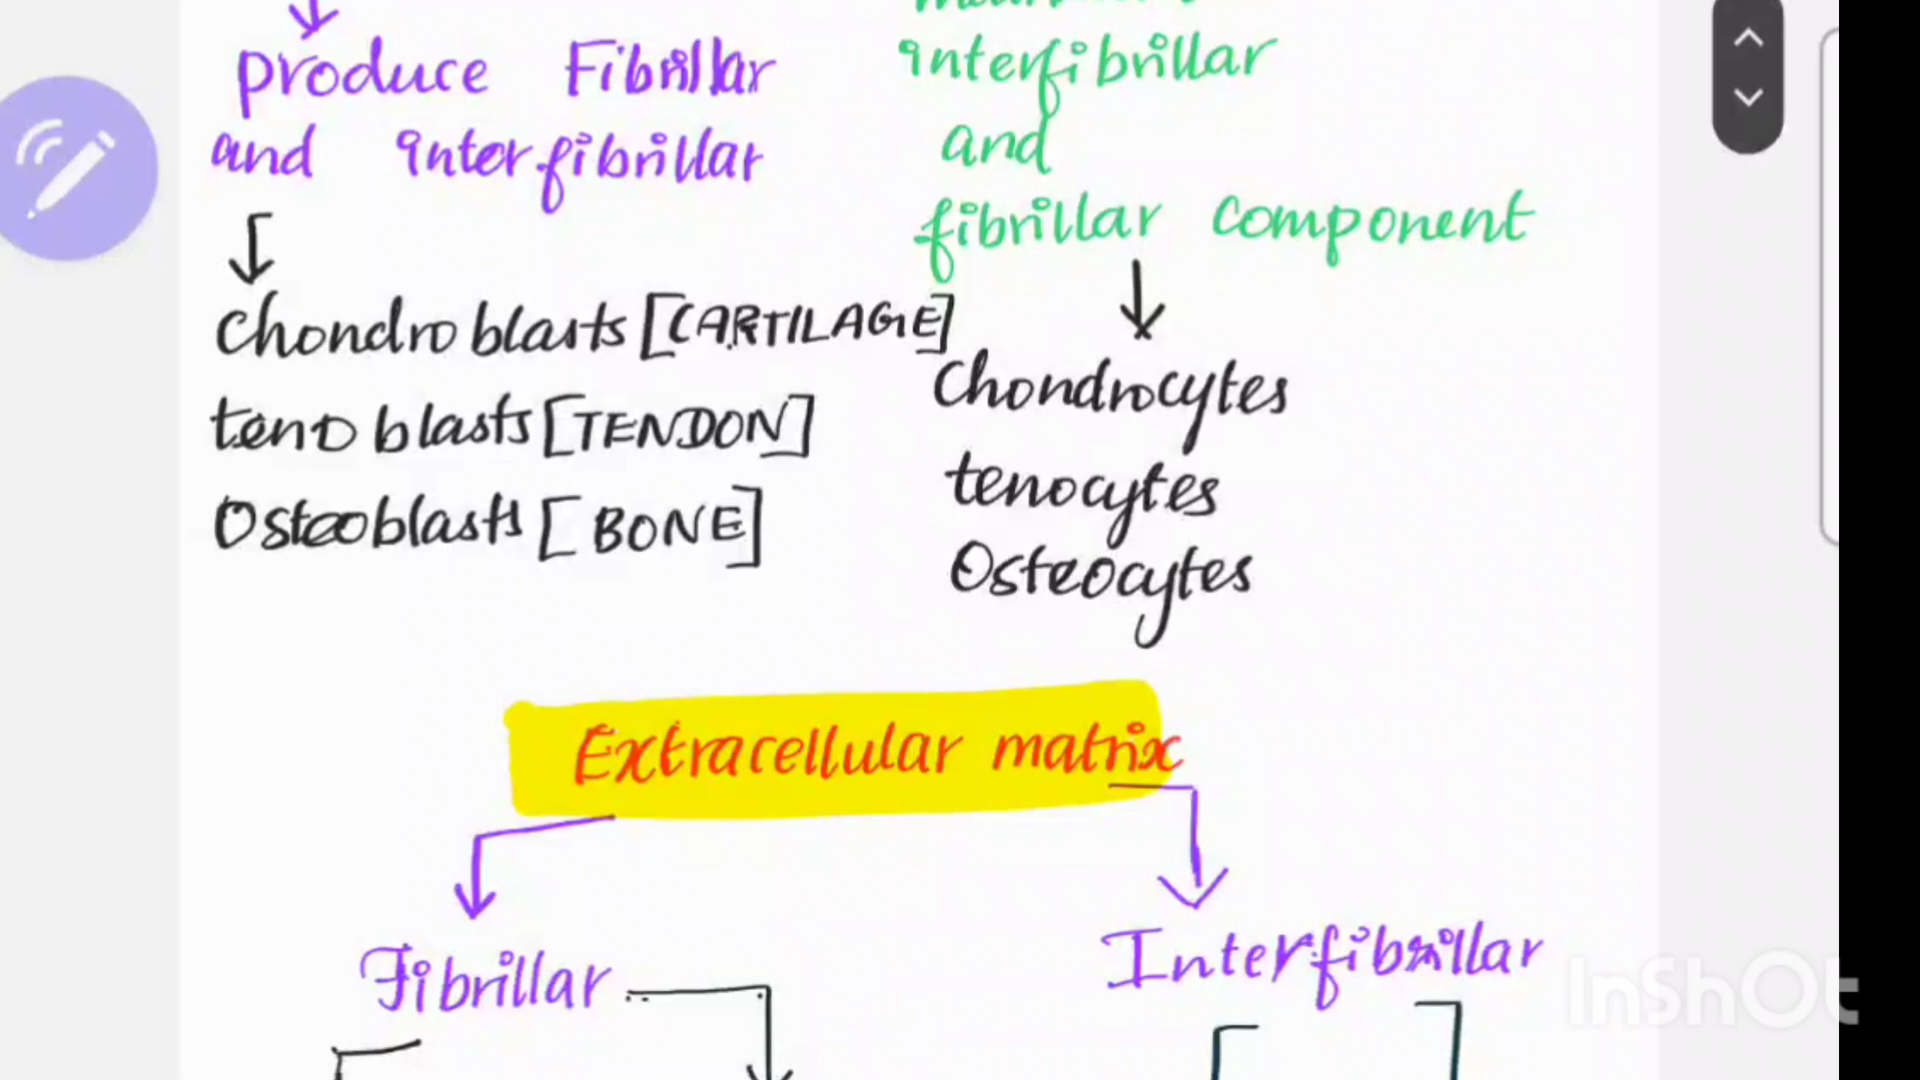 produce Fibrillar
and interfibrillar
Chondroblasts [CARTILAGE]
tenoblasts [TENDON]
Osteoblasts [BONE]
interfibrillar
and
fibrillar component
Chondrocytes
tenocytes
Osteocytes
Extracellular matrix
Fibrillar
Interfibrillar
InShOt